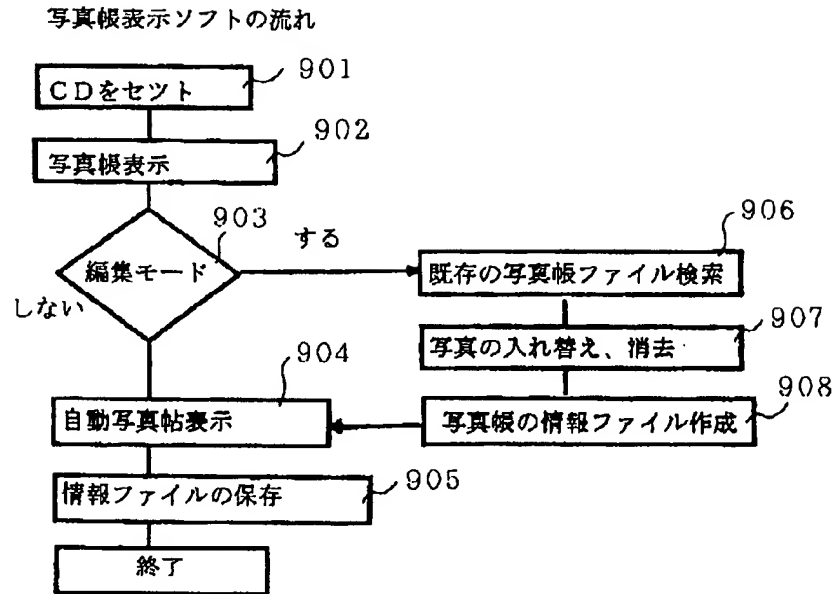 写真帳表示ソフトの流れ
901
CDをセツト
902
写真帳表示
903
編集モード
する
しない
906
既存の写真帳ファイル検索
907
写真の入れ替え、消去
908
写真帳の情報ファイル作成
904
自動写真帖表示
905
情報ファイルの保存
終了